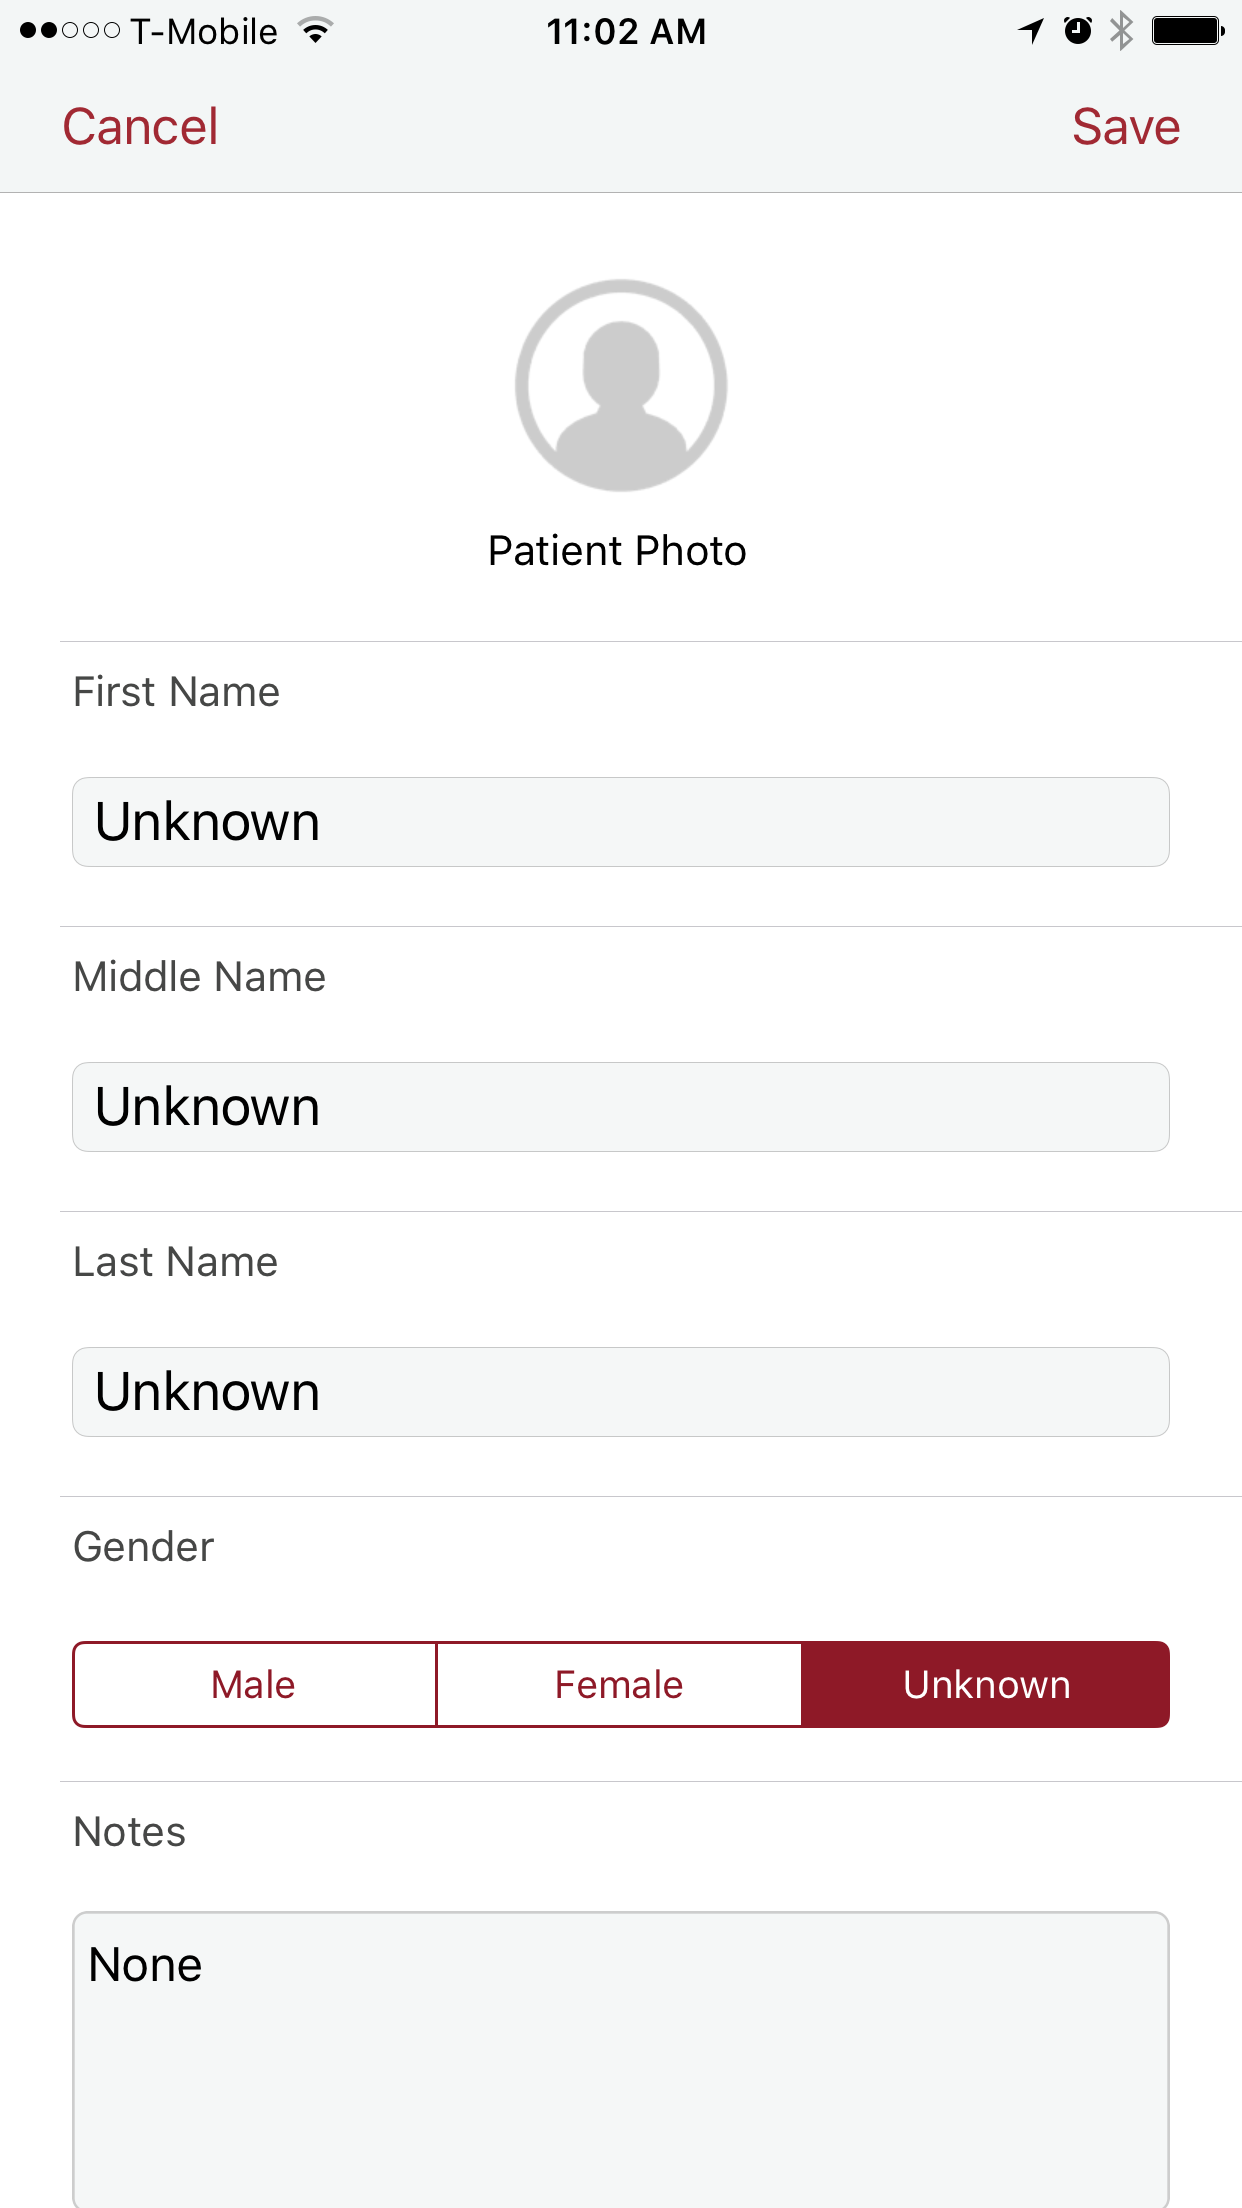 T-Mobile 11:02 AM
Cancel Save
Patient Photo
First Name
Unknown
Middle Name
Unknown
Last Name
Unknown
Gender
Male Female Unknown
Notes
None